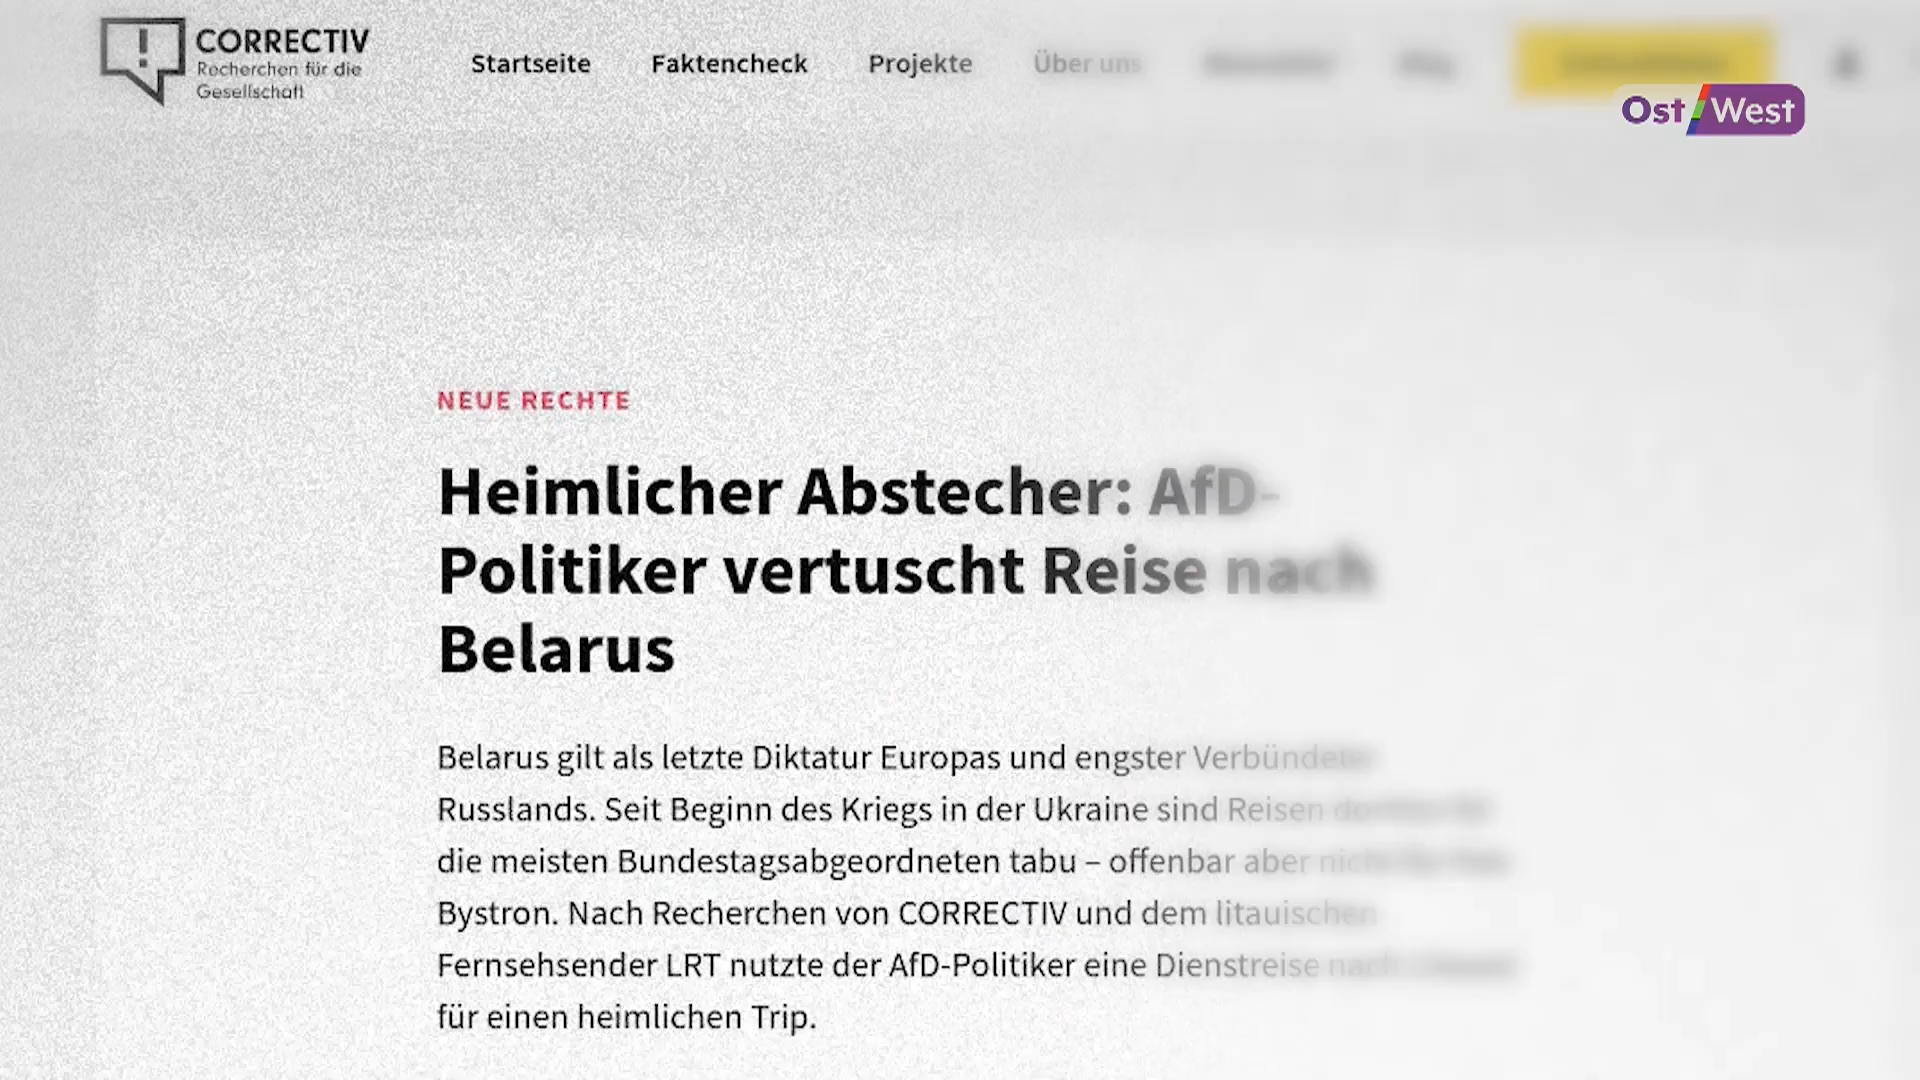 CORRECTIV
Recherchen für die
Gesellschaft
Startseite Faktencheck Projekte Über uns
Ost West
NEUE RECHTE
Heimlicher Abstecher: AfD-
Politiker vertuscht Reise nach
Belarus
Belarus gilt als letzte Diktatur Europas und engster Verbündeter
Russlands. Seit Beginn des Kriegs in der Ukraine sind Reisen
die meisten Bundestagsabgeordneten tabu – offenbar aber
Bystron. Nach Recherchen von CORRECTIV und dem litauischen
Fernsehsender LRT nutzte der AfD-Politiker eine Dienstreise nach
für einen heimlichen Trip.